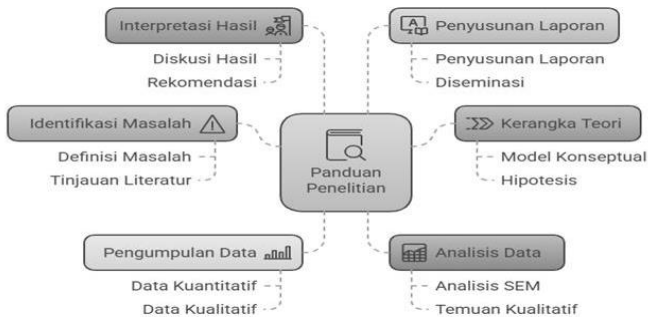 Interpretasi Hasil
Diskusi Hasil
Rekomendasi
Penyusunan Laporan
Penyusunan Laporan
Diseminasi
Identifikasi Masalah
Definisi Masalah
Tinjauan Literatur
Panduan
Penelitian
Kerangka Teori
Model Konseptual
Hipotesis
Pengumpulan Data
Data Kuantitatif
Data Kualitatif
Analisis Data
Analisis SEM
Temuan Kualitatif